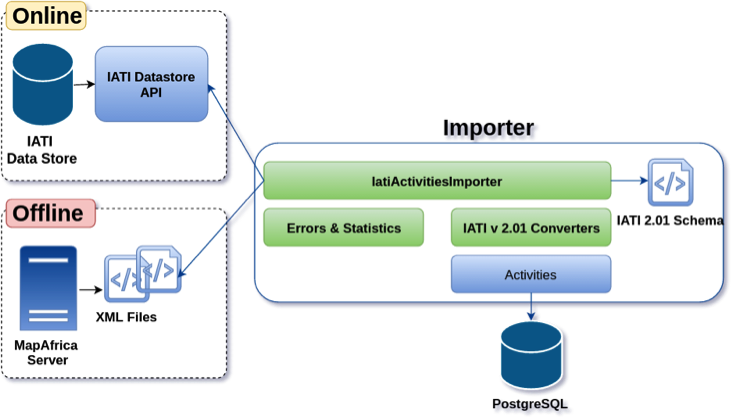 Online
IATI Datastore
API
IATI
Data Store
Importer
IatiActivitiesImporter
Errors & Statistics
IATI v 2.01 Converters
Activities
IATI 2.01 Schema
Offline
XML Files
MapAfrica
Server
PostgreSQL